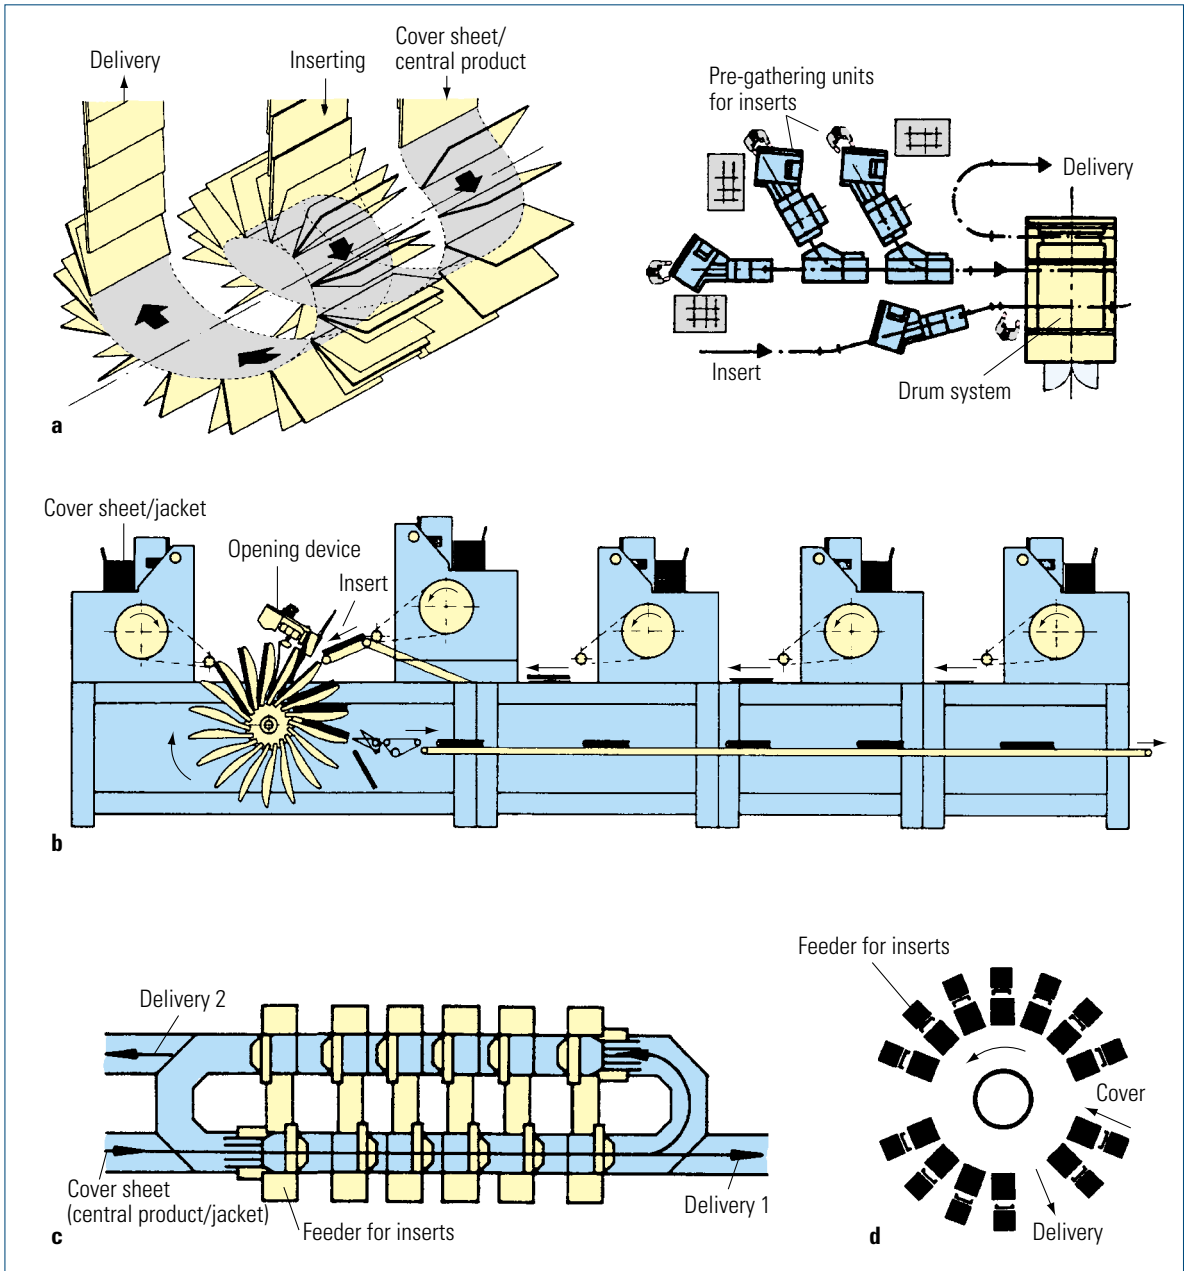 Delivery
Inserting
Cover sheet/
central product
Pre-gathering units
for inserts
Delivery
Insert
Drum system
a
Cover sheet/jacket
Opening device
Insert
b
Delivery 2
Cover sheet
(central product/jacket)
Feeder for inserts
Delivery 1
c
Feeder for inserts
Cover
Delivery
d